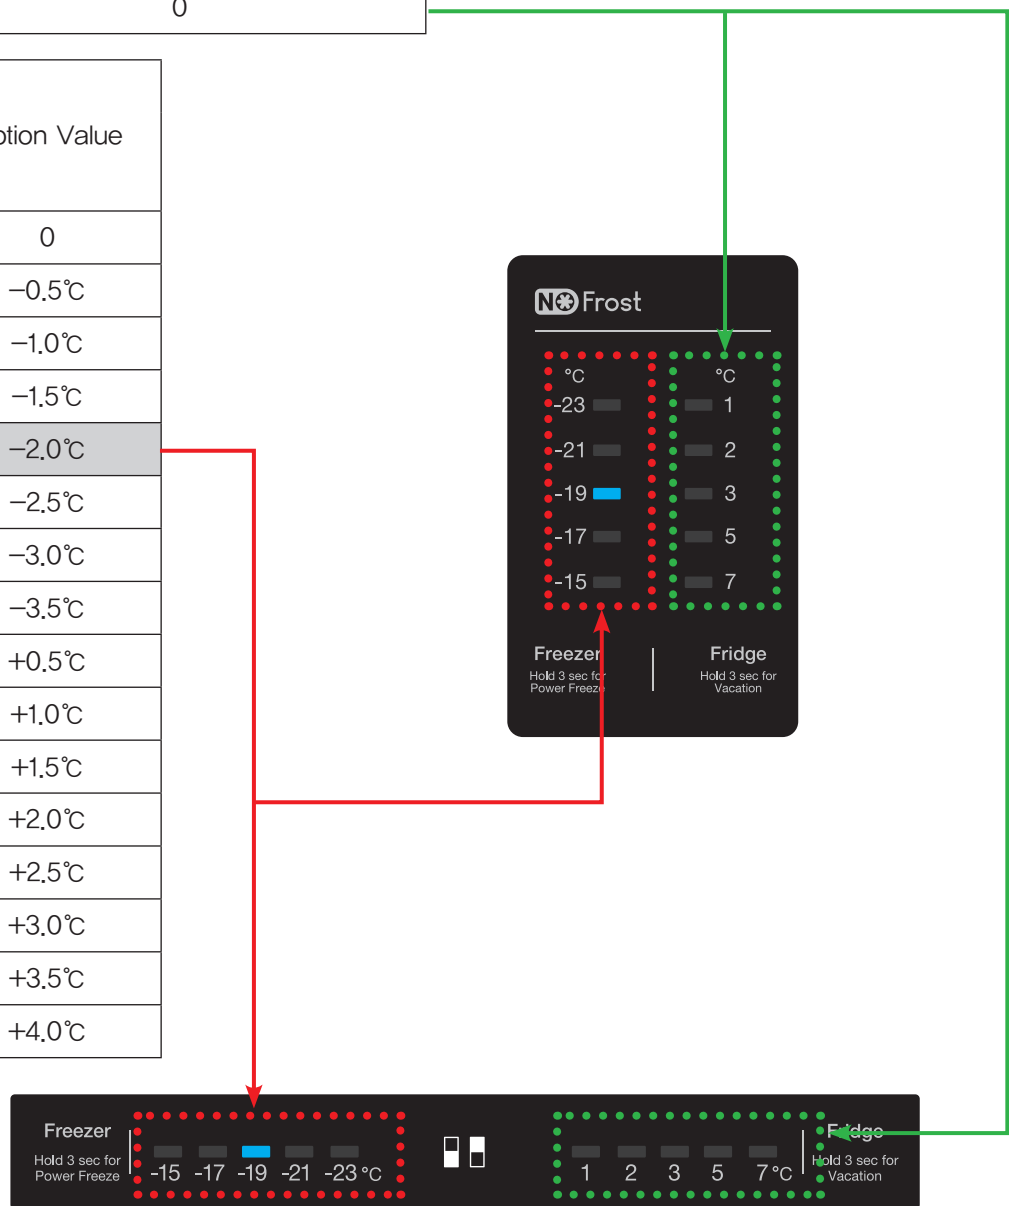 0
ption Value
0
−0.5℃
−1.0℃
−1.5℃
−2.0℃
−2.5℃
−3.0℃
−3.5℃
+0.5℃
+1.0℃
+1.5℃
+2.0℃
+2.5℃
+3.0℃
+3.5℃
+4.0℃
NO Frost
°C °C
-23 1
-21 2
-19 3
-17 5
-15 7
Freezer Fridge
Hold 3 sec for Hold 3 sec for
Power Freeze Vacation
Freezer Fridge
Hold 3 sec for Hold 3 sec for
Power Freeze Vacation
-15 -17 -19 -21 -23 °C 1 2 3 5 7 °C